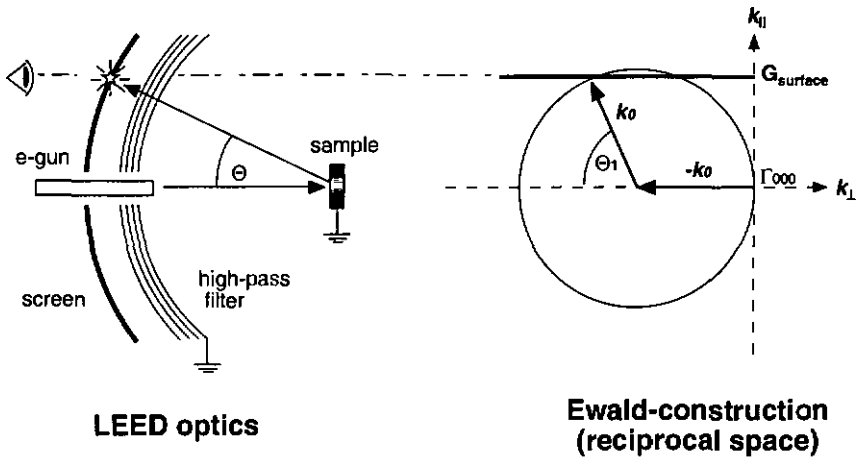 e-gun
Θ
sample
screen
high-pass
filter
LEED optics
k||
Gsurface
k0
Θ1
-k0
Γ000
k⊥
Ewald-construction
(reciprocal space)